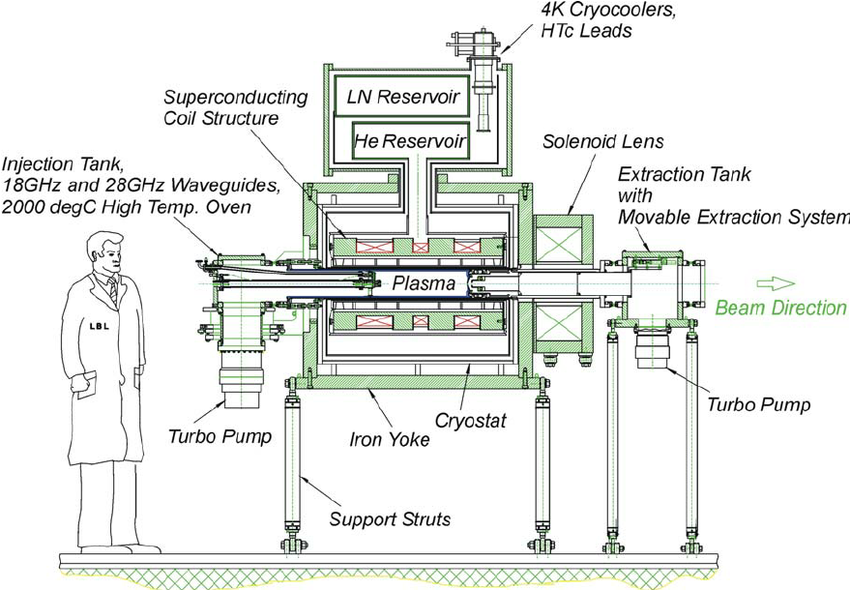 4K Cryocoolers,
HTc Leads
Superconducting
Coil Structure
LN Reservoir
He Reservoir
Solenoid Lens
Injection Tank,
18GHz and 28GHz Waveguides,
2000 degC High Temp. Oven
Extraction Tank
with
Movable Extraction System
Plasma
Beam Direction
LBL
Turbo Pump
Iron Yoke
Cryostat
Turbo Pump
Support Struts